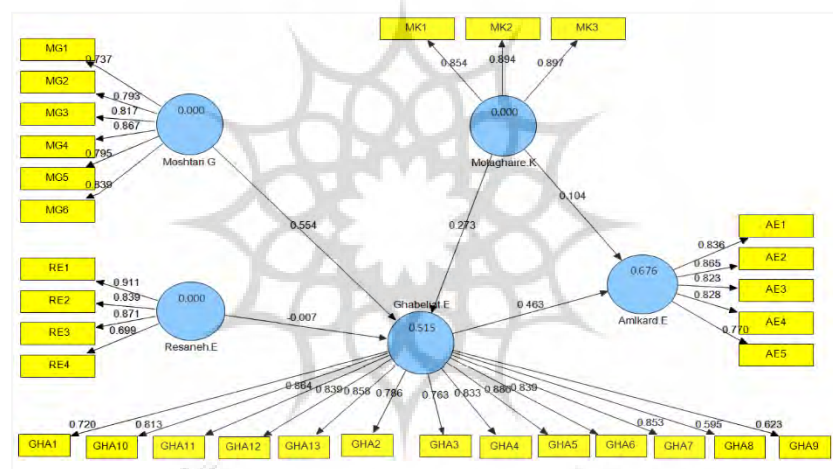 MK1 MK2 MK3
0.854 0.894 0.897
0.000
Motaghaire.K
MG1
MG2
MG3
MG4
MG5
MG6
0.737
0.793
0.817
0.867
0.795
0.839
0.000
Moshtari.G
0.554
0.273
0.104
RE1
RE2
RE3
RE4
0.911
0.839
0.871
0.699
0.000
Resaneh.E
-0.007
Ghabeliat.E
0.515
0.463
0.676
Amlkard.E
0.836
0.865
0.823
0.828
0.770
AE1
AE2
AE3
AE4
AE5
0.720 0.813 0.864 0.839 0.858 0.786 0.763 0.833 0.880 0.839 0.853 0.595 0.623
GHA1 GHA10 GHA11 GHA12 GHA13 GHA2 GHA3 GHA4 GHA5 GHA6 GHA7 GHA8 GHA9